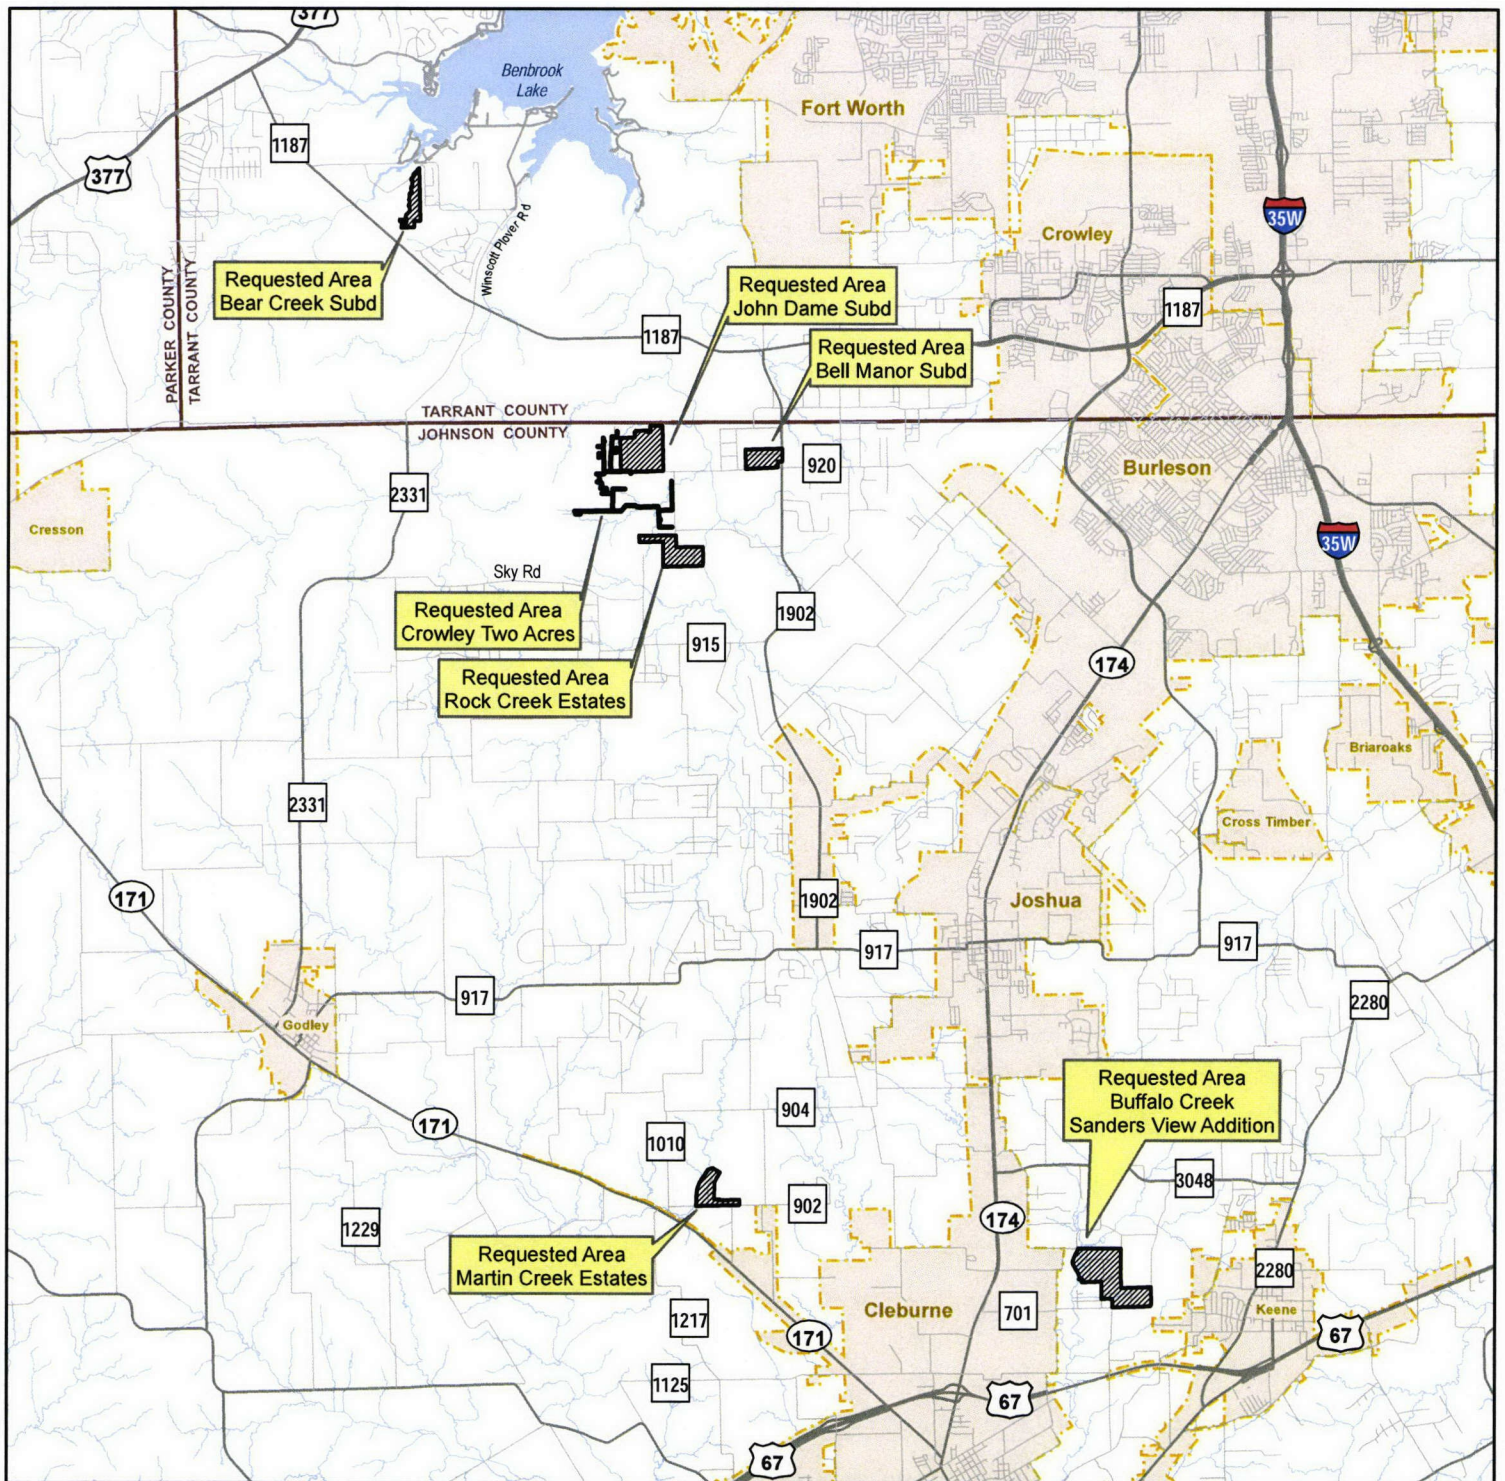 377
Benbrook
Lake
Fort Worth
1187
377
35W
Crowley
Winscott Plover Rd
Requested Area
Bear Creek Subd
Requested Area
John Dame Subd
PARKER COUNTY
TARRANT COUNTY
1187
1187
Requested Area
Bell Manor Subd
TARRANT COUNTY
JOHNSON COUNTY
920
Burleson
2331
Cresson
35W
Sky Rd
Requested Area
Crowley Two Acres
1902
915
174
Requested Area
Rock Creek Estates
Briaroaks
2331
Cross Timber
171
1902
Joshua
917
917
917
2280
Godley
Requested Area
Buffalo Creek
Sanders View Addition
904
171
1010
3048
902
1229
174
Requested Area
Martin Creek Estates
2280
Cleburne
701
Keene
1217
171
67
1125
67
67